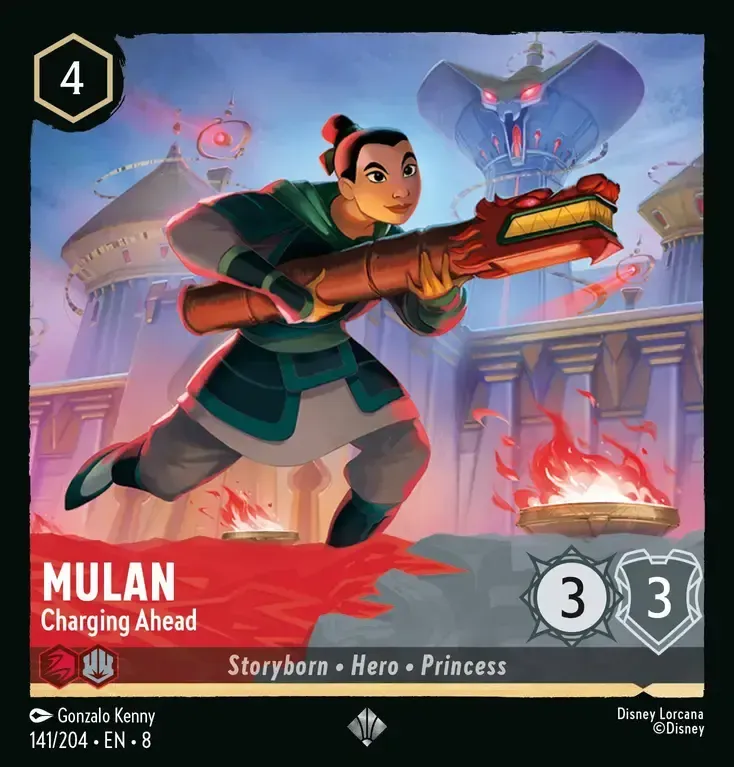 4
MULAN
Charging Ahead
3 3
Storyborn • Hero • Princess
Gonzalo Kenny
141/204 • EN • 8
Disney Lorcana
©Disney